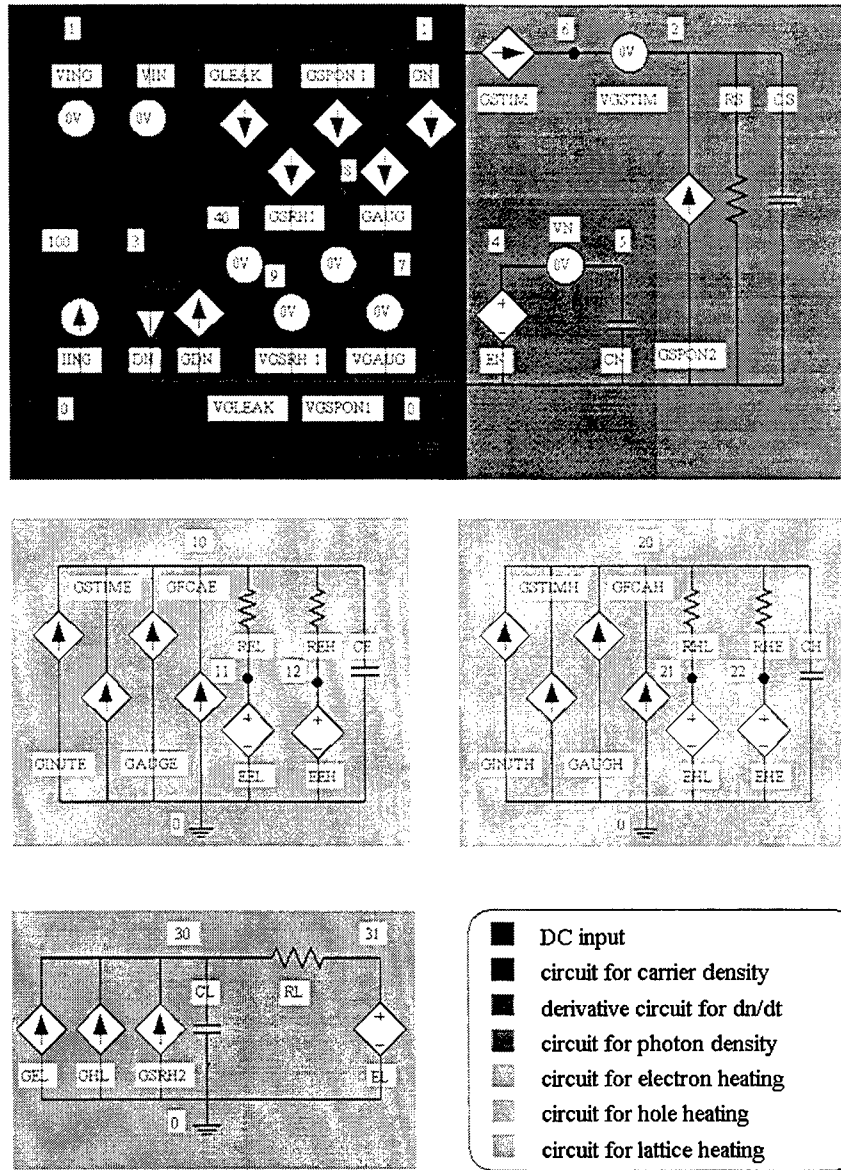 1 1 6 2
VING VIN GLEAK GSPON 1 GN GSTIM VGSTIM RS CS
0V 0V 0V
8
40 GSRH1 GAUG
100 3 4 VN 5
0V 9 0V 7 0V
0V 0V
IING DN GDN VGSRH 1 VGAUG EN CN GSPON2
0 VGLEAK VGSPON1 0
10
GSTIME GFCAE
REL REH CE
11 12
GINJTE GAUGE EEL EEH
0
20
GSTIMH GFCAH
RHL RHE CH
21 22
GINJTH GAUGH EHL EHE
0
30 31
CL RL
GEL GHL GSRH2 EL
0
DC input
circuit for carrier density
derivative circuit for dn/dt
circuit for photon density
circuit for electron heating
circuit for hole heating
circuit for lattice heating